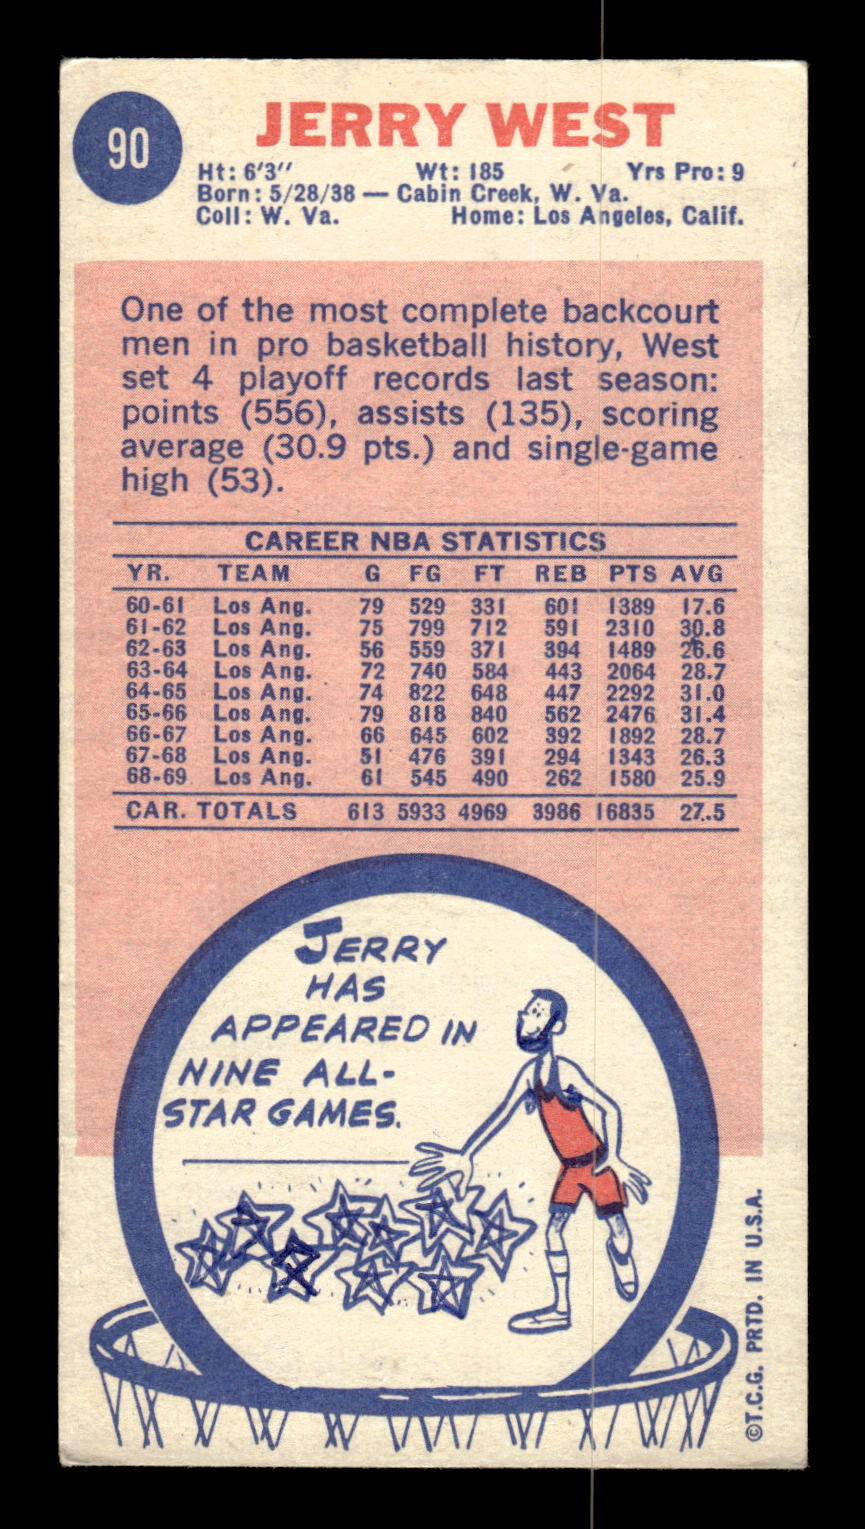 90
JERRY WEST
Ht: 6'3'' Wt: 185 Yrs Pro: 9
Born: 5/28/38 — Cabin Creek, W. Va.
Coll: W. Va. Home: Los Angeles, Calif.
One of the most complete backcourt
men in pro basketball history, West
set 4 playoff records last season:
points (556), assists (135), scoring
average (30.9 pts.) and single-game
high (53).
CAREER NBA STATISTICS
YR. TEAM G FG FT REB PTS AVG
60-61 Los Ang. 79 529 331 601 1389 17.6
61-62 Los Ang. 75 799 712 591 2310 30.8
62-63 Los Ang. 56 559 371 394 1489 26.6
63-64 Los Ang. 72 740 584 443 2064 28.7
64-65 Los Ang. 74 822 648 447 2292 31.0
65-66 Los Ang. 79 818 840 562 2476 31.4
66-67 Los Ang. 66 645 602 392 1892 28.7
67-68 Los Ang. 51 476 391 294 1343 26.3
68-69 Los Ang. 61 545 490 262 1580 25.9
CAR. TOTALS 613 5933 4969 3986 16835 27.5
JERRY
HAS
APPEARED IN
NINE ALL-
STAR GAMES.
©T.C.G. PRTD. IN U.S.A.